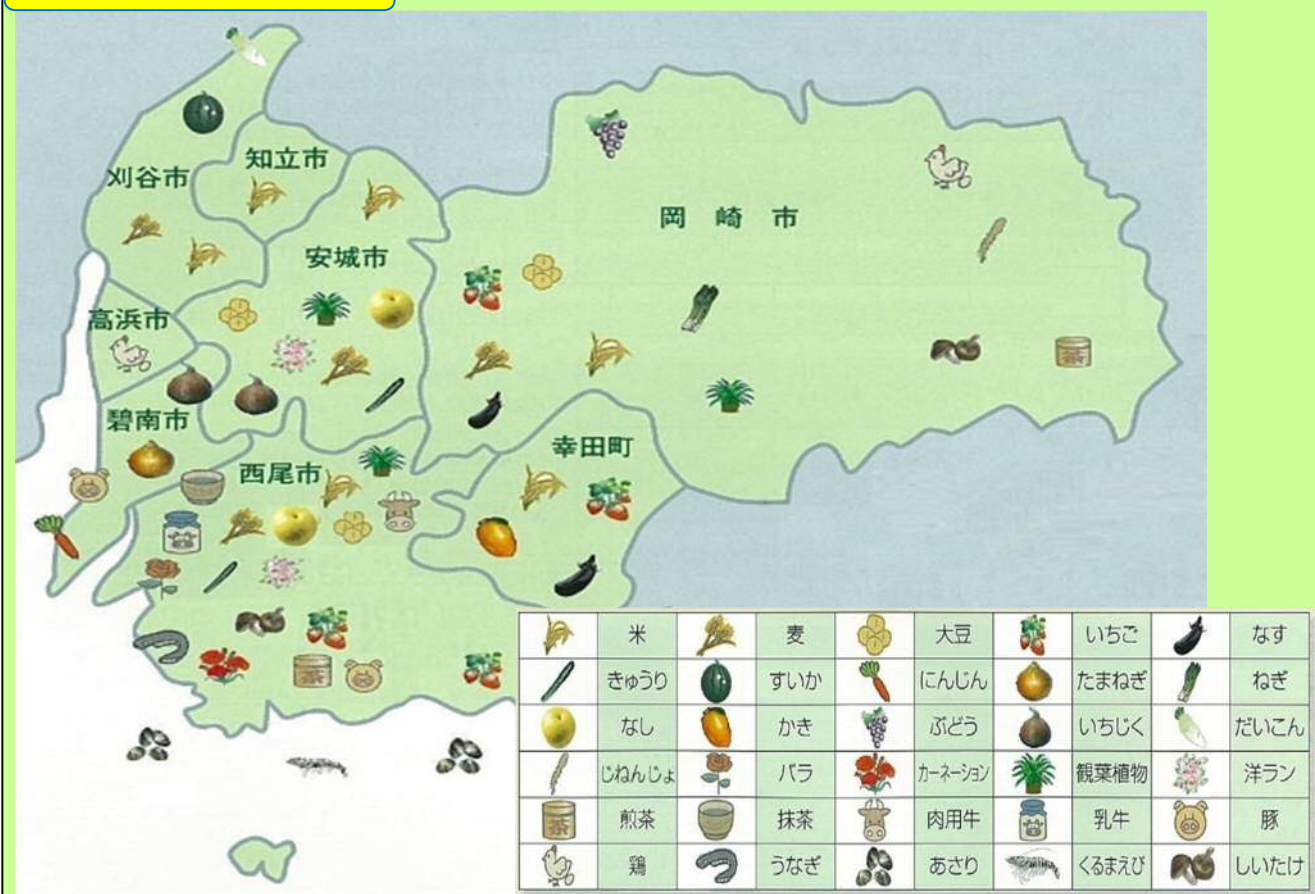 知立市
刈谷市
岡崎市
安城市
高浜市
碧南市
幸田町
西尾市
茶
茶
米 麦 大豆 いちご なす
きゅうり すいか にんじん たまねぎ ねぎ
なし かき ぶどう いちじく だいこん
じねんじょ バラ カーネーション 観葉植物 洋ラン
茶 煎茶 抹茶 肉用牛 乳牛 豚
鶏 うなぎ あさり くるまえび しいたけ